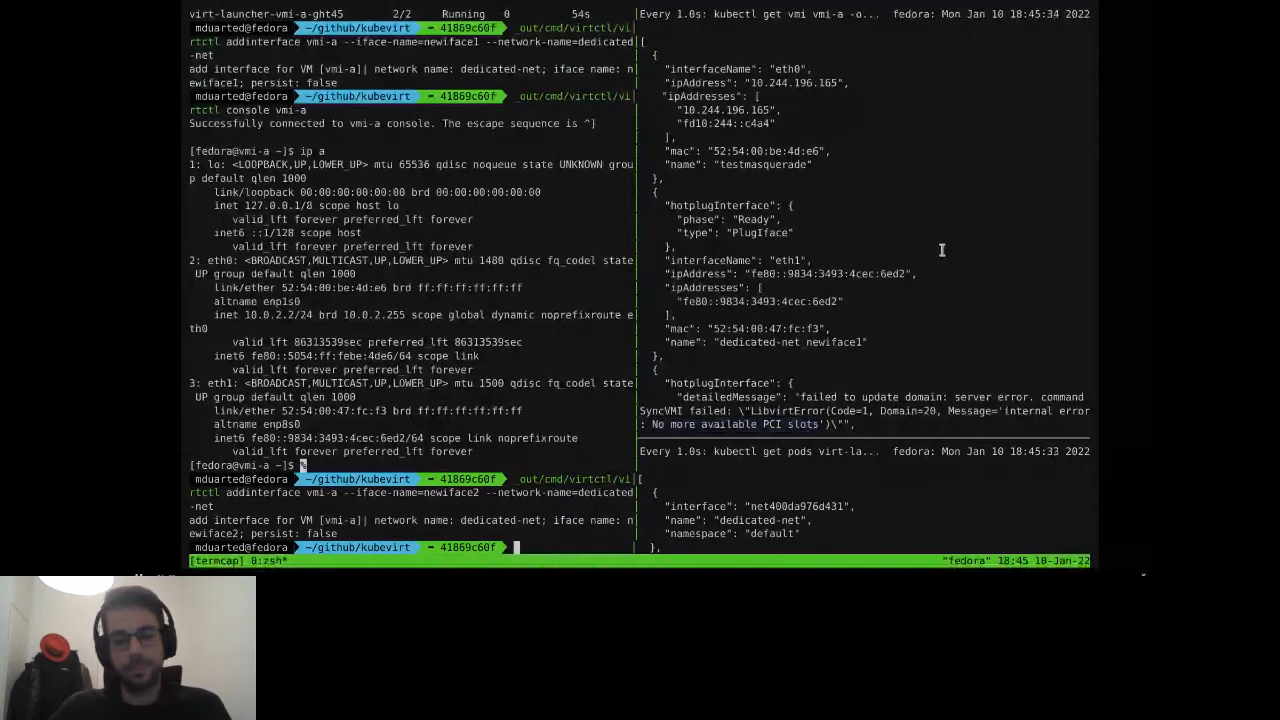 virt-launcher-vmi-a-ght45          2/2     Running   0          54s
mduarted@fedora  ~/github/kubevirt  41869c60f  _out/cmd/virtctl/vi
rtctl addinterface vmi-a --iface-name=newiface1 --network-name=dedicated
-net
add interface for VM [vmi-a]| network name: dedicated-net; iface name: n
ewiface1; persist: false
mduarted@fedora  ~/github/kubevirt  41869c60f  _out/cmd/virtctl/vi
rtctl console vmi-a
Successfully connected to vmi-a console. The escape sequence is ^]
[fedora@vmi-a ~]$ ip a
1: lo: <LOOPBACK,UP,LOWER_UP> mtu 65536 qdisc noqueue state UNKNOWN grou
p default qlen 1000
link/loopback 00:00:00:00:00:00 brd 00:00:00:00:00:00
inet 127.0.0.1/8 scope host lo
valid_lft forever preferred_lft forever
inet6 ::1/128 scope host
valid_lft forever preferred_lft forever
2: eth0: <BROADCAST,MULTICAST,UP,LOWER_UP> mtu 1480 qdisc fq_codel state
UP group default qlen 1000
link/ether 52:54:00:be:4d:e6 brd ff:ff:ff:ff:ff:ff
altname enp1s0
inet 10.0.2.2/24 brd 10.0.2.255 scope global dynamic noprefixroute e
th0
valid_lft 86313539sec preferred_lft 86313539sec
inet6 fe80::5054:ff:febe:4de6/64 scope link
valid_lft forever preferred_lft forever
3: eth1: <BROADCAST,MULTICAST,UP,LOWER_UP> mtu 1500 qdisc fq_codel state
UP group default qlen 1000
link/ether 52:54:00:47:fc:f3 brd ff:ff:ff:ff:ff:ff
altname enp8s0
inet6 fe80::9834:3493:4cec:6ed2/64 scope link noprefixroute
valid_lft forever preferred_lft forever
[fedora@vmi-a ~]$ %
mduarted@fedora  ~/github/kubevirt  41869c60f  _out/cmd/virtctl/vi
rtctl addinterface vmi-a --iface-name=newiface2 --network-name=dedicated
-net
add interface for VM [vmi-a]| network name: dedicated-net; iface name: n
ewiface2; persist: false
mduarted@fedora  ~/github/kubevirt  41869c60f
Every 1.0s: kubectl get vmi vmi-a -o...  fedora: Mon Jan 10 18:45:34 2022
[
{
"interfaceName": "eth0",
"ipAddress": "10.244.196.165",
"ipAddresses": [
"10.244.196.165",
"fd10:244::c4a4"
],
"mac": "52:54:00:be:4d:e6",
"name": "testmasquerade"
},
{
"hotplugInterface": {
"phase": "Ready",
"type": "PlugIface"
},
"interfaceName": "eth1",
"ipAddress": "fe80::9834:3493:4cec:6ed2",
"ipAddresses": [
"fe80::9834:3493:4cec:6ed2"
],
"mac": "52:54:00:47:fc:f3",
"name": "dedicated-net newiface1"
},
{
"hotplugInterface": {
"detailedMessage": "failed to update domain: server error. command
SyncVMI failed: \"LibvirtError(Code=1, Domain=20, Message='internal error
: No more available PCI slots')\"",
Every 1.0s: kubectl get pods virt-la...  fedora: Mon Jan 10 18:45:33 2022
[
{
"interface": "net400da976d431",
"name": "dedicated-net",
"namespace": "default"
},
[termcap] 0:zsh*
"fedora" 18:45 10-Jan-22